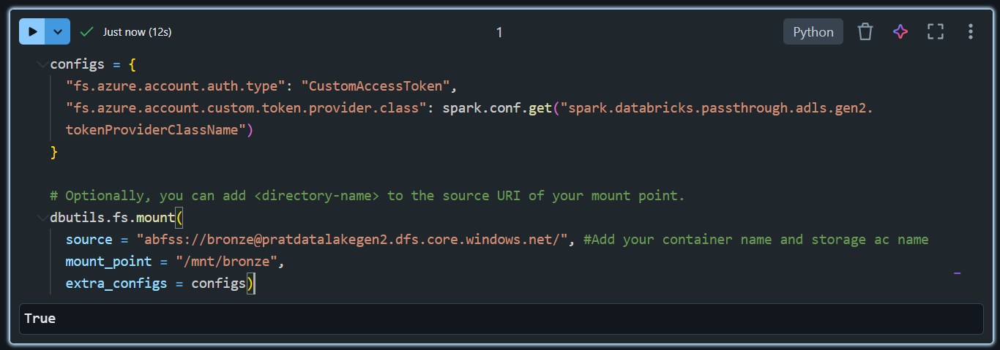 Just now (12s)
1
Python
configs = {
"fs.azure.account.auth.type": "CustomAccessToken",
"fs.azure.account.custom.token.provider.class": spark.conf.get("spark.databricks.passthrough.adls.gen2.
tokenProviderClassName")
}
# Optionally, you can add <directory-name> to the source URI of your mount point.
dbutils.fs.mount(
source = "abfss://bronze@pratdatalakegen2.dfs.core.windows.net/", #Add your container name and storage ac name
mount_point = "/mnt/bronze",
extra_configs = configs)
True